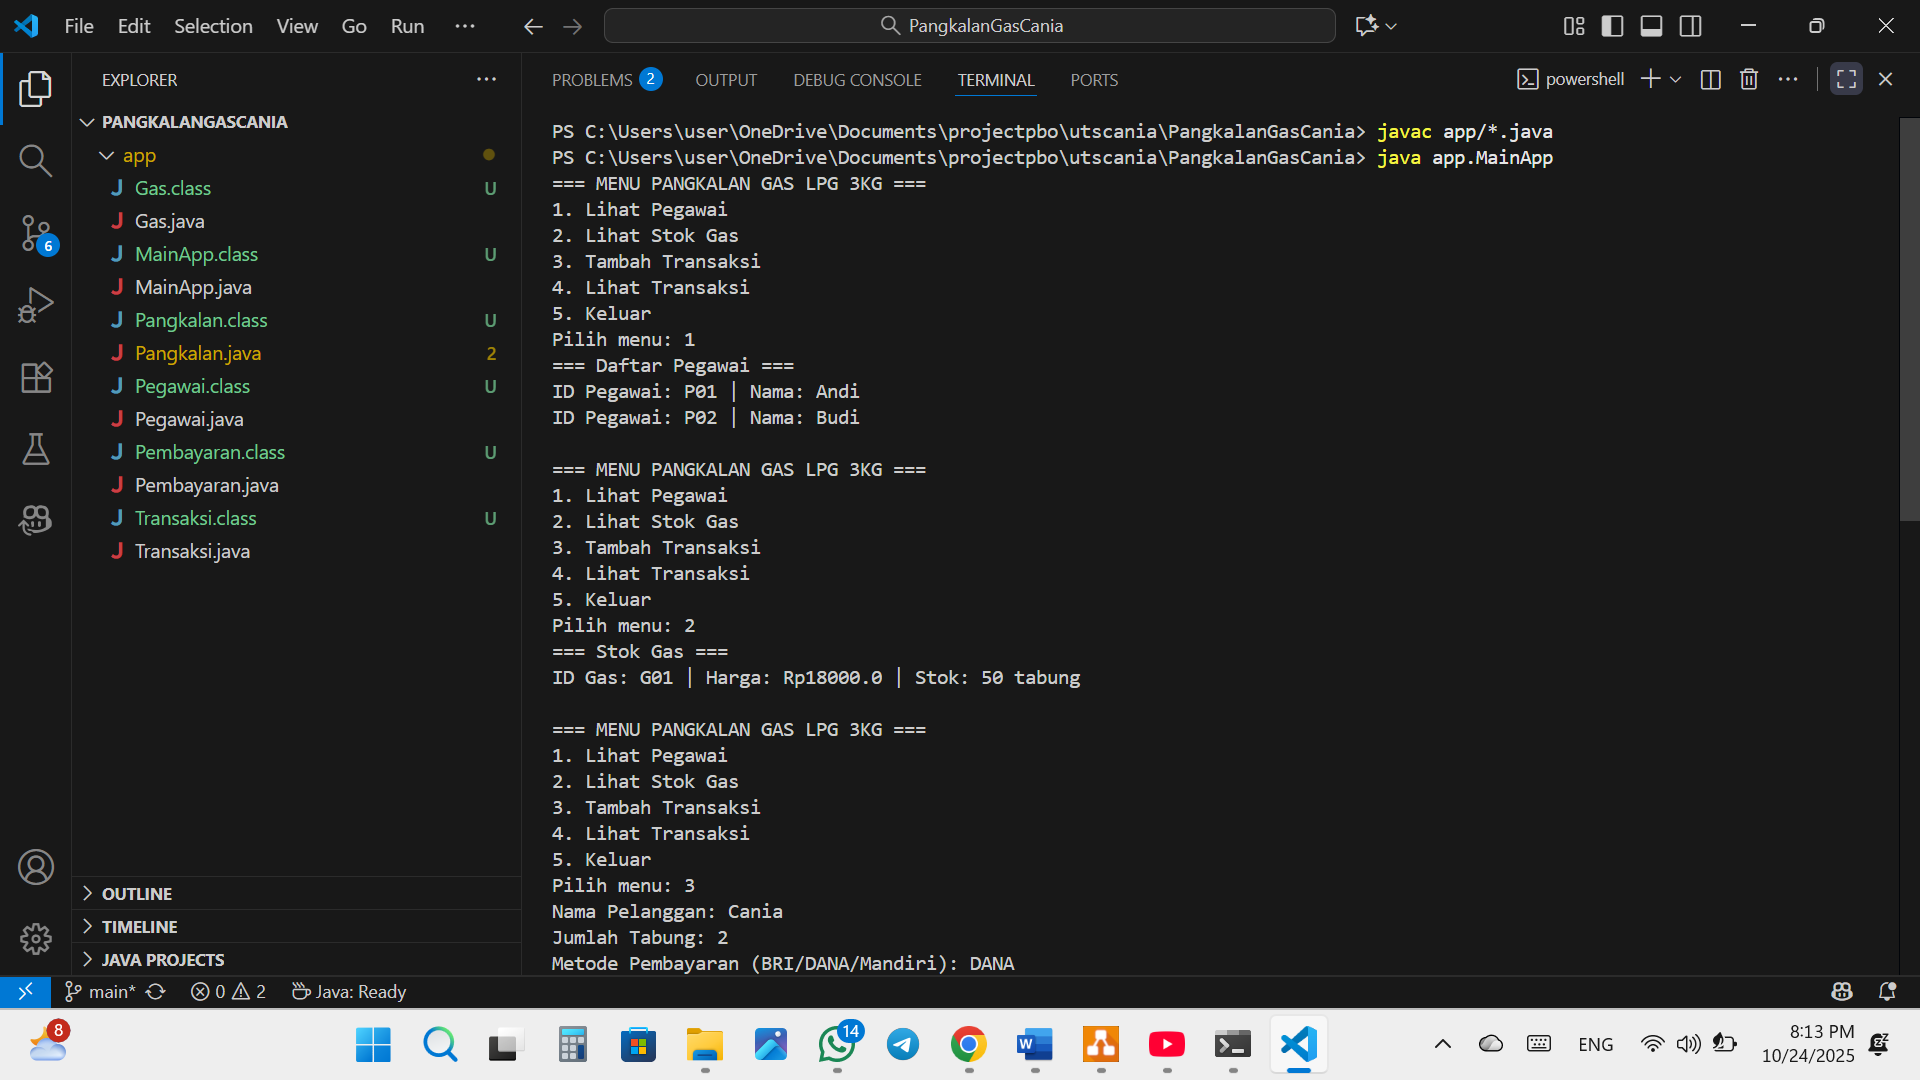 File Edit Selection View Go Run ···
PangkalanGasCania
EXPLORER
PANGKALANGASCANIA
app
J Gas.class U
J Gas.java
J MainApp.class U
J MainApp.java
J Pangkalan.class U
J Pangkalan.java 2
J Pegawai.class U
J Pegawai.java
J Pembayaran.class U
J Pembayaran.java
J Transaksi.class U
J Transaksi.java
6
OUTLINE
TIMELINE
JAVA PROJECTS
PROBLEMS 2 OUTPUT DEBUG CONSOLE TERMINAL PORTS
powershell
PS C:\Users\user\OneDrive\Documents\projectpbo\utscania\PangkalanGasCania> javac app/*.java
PS C:\Users\user\OneDrive\Documents\projectpbo\utscania\PangkalanGasCania> java app.MainApp
=== MENU PANGKALAN GAS LPG 3KG ===
1. Lihat Pegawai
2. Lihat Stok Gas
3. Tambah Transaksi
4. Lihat Transaksi
5. Keluar
Pilih menu: 1
=== Daftar Pegawai ===
ID Pegawai: P01 | Nama: Andi
ID Pegawai: P02 | Nama: Budi
=== MENU PANGKALAN GAS LPG 3KG ===
1. Lihat Pegawai
2. Lihat Stok Gas
3. Tambah Transaksi
4. Lihat Transaksi
5. Keluar
Pilih menu: 2
=== Stok Gas ===
ID Gas: G01 | Harga: Rp18000.0 | Stok: 50 tabung
=== MENU PANGKALAN GAS LPG 3KG ===
1. Lihat Pegawai
2. Lihat Stok Gas
3. Tambah Transaksi
4. Lihat Transaksi
5. Keluar
Pilih menu: 3
Nama Pelanggan: Cania
Jumlah Tabung: 2
Metode Pembayaran (BRI/DANA/Mandiri): DANA
main* 0 2 Java: Ready
8
14
W
ENG
8:13 PM
10/24/2025